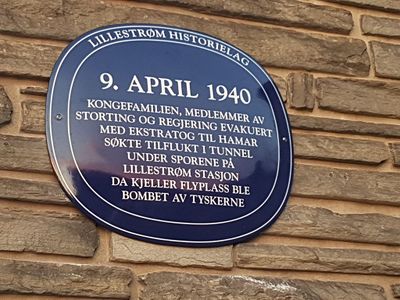 LILLESTRØM HISTORIELAG
9. APRIL 1940
KONGEFAMILIEN, MEDLEMMER AV
STORTING OG REGJERING EVAKUERT
MED EKSTRATOG TIL HAMAR
SØKTE TILFLUKT I TUNNEL
UNDER SPORENE PÅ
LILLESTRØM STASJON
DA KJELLER FLYPLASS BLE
BOMBET AV TYSKERNE